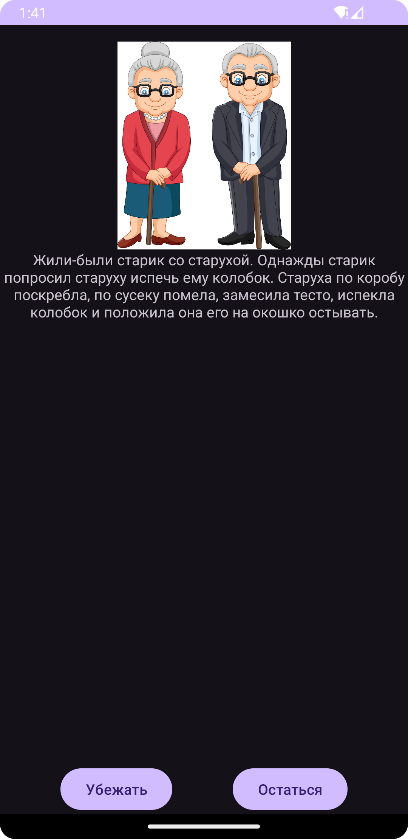 1:41
Жили-были старик со старухой. Однажды старик
попросил старуху испечь ему колобок. Старуха по коробу
поскребла, по сусеку помела, замесила тесто, испекла
колобок и положила она его на окошко остывать.
Убежать
Остаться